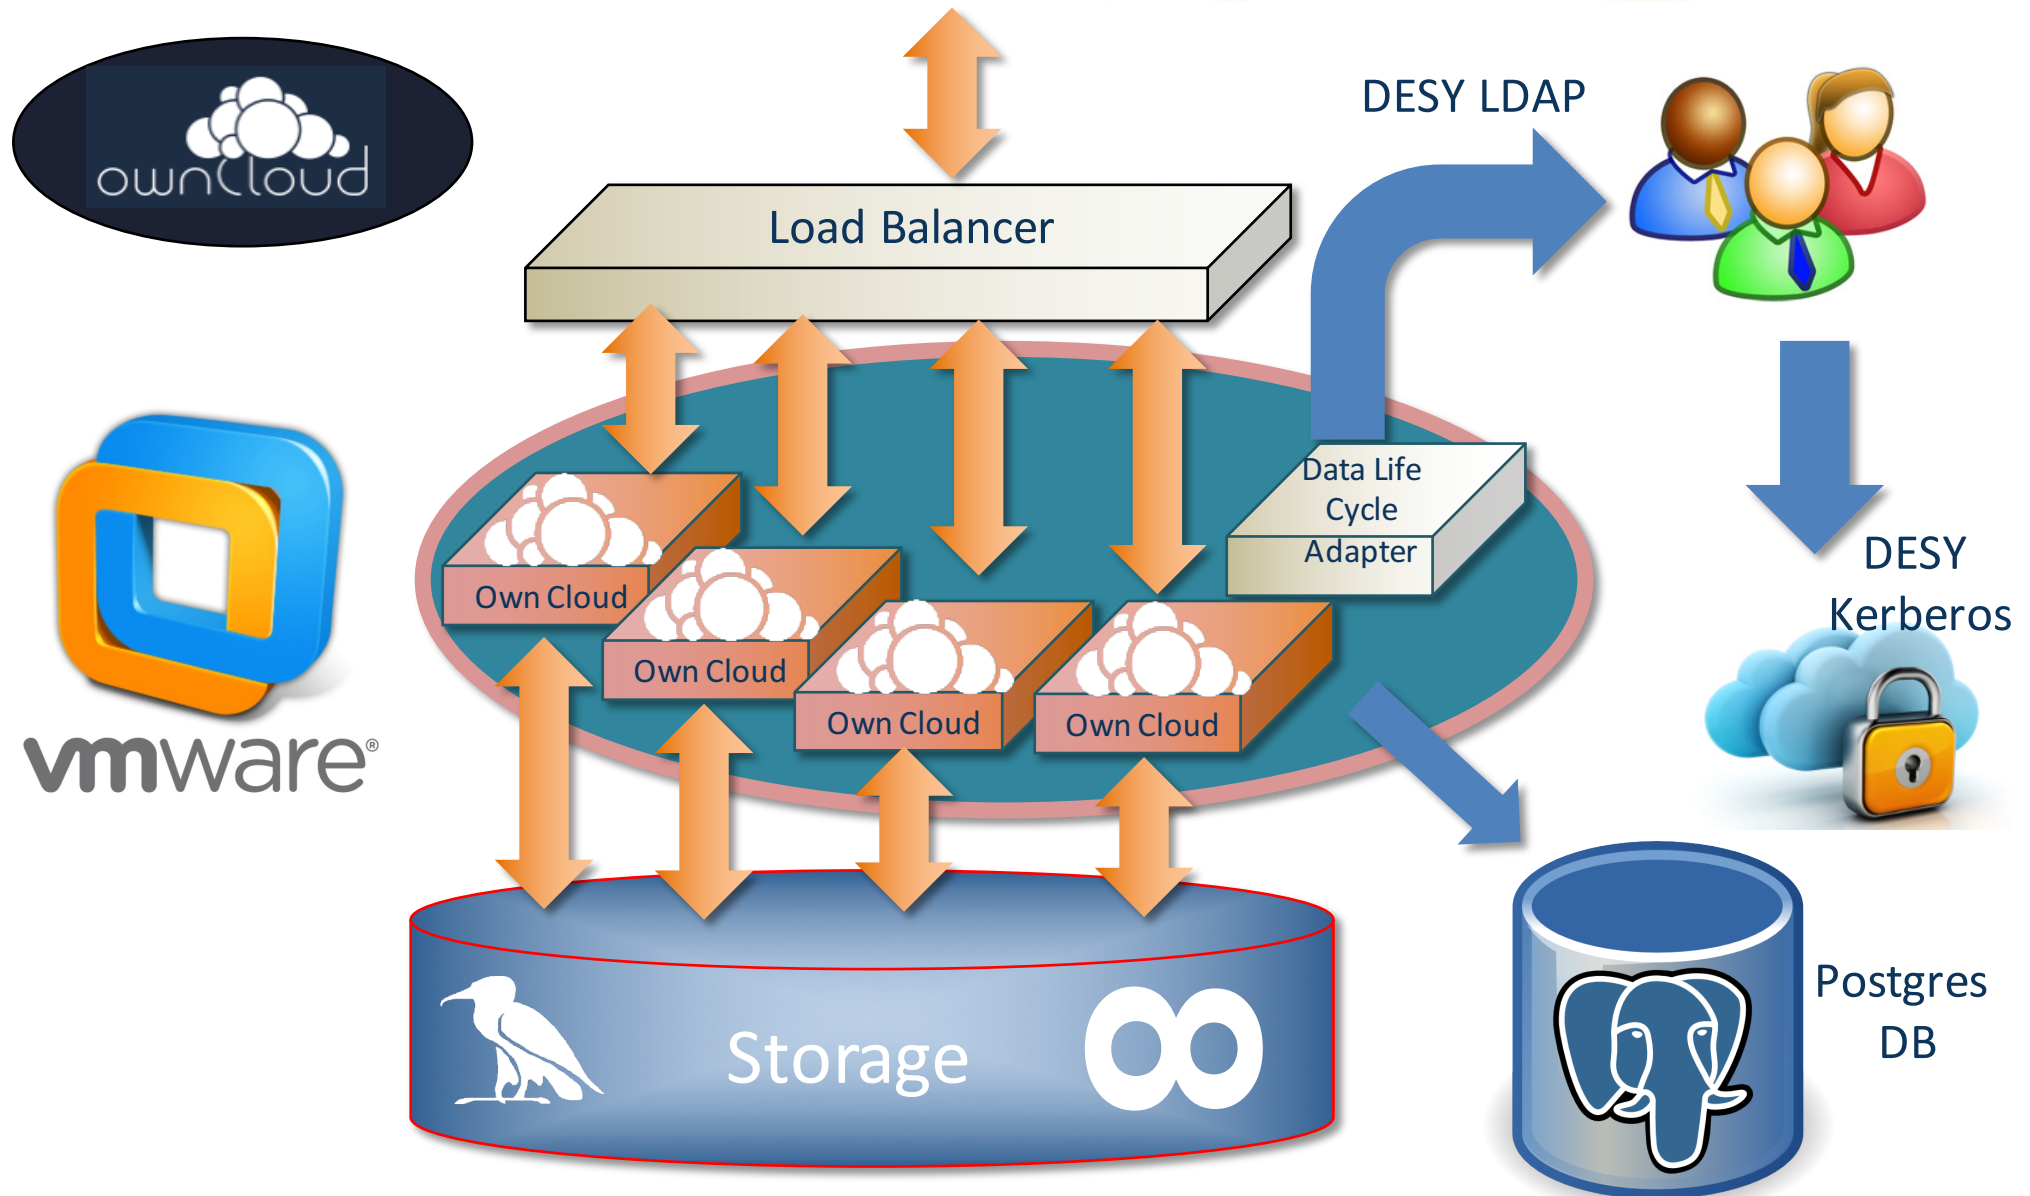 ownCloud
DESY LDAP
Load Balancer
Data Life
Cycle
Adapter
Own Cloud
Own Cloud
Own Cloud
Own Cloud
DESY
Kerberos
vmware®
Storage
Postgres
DB